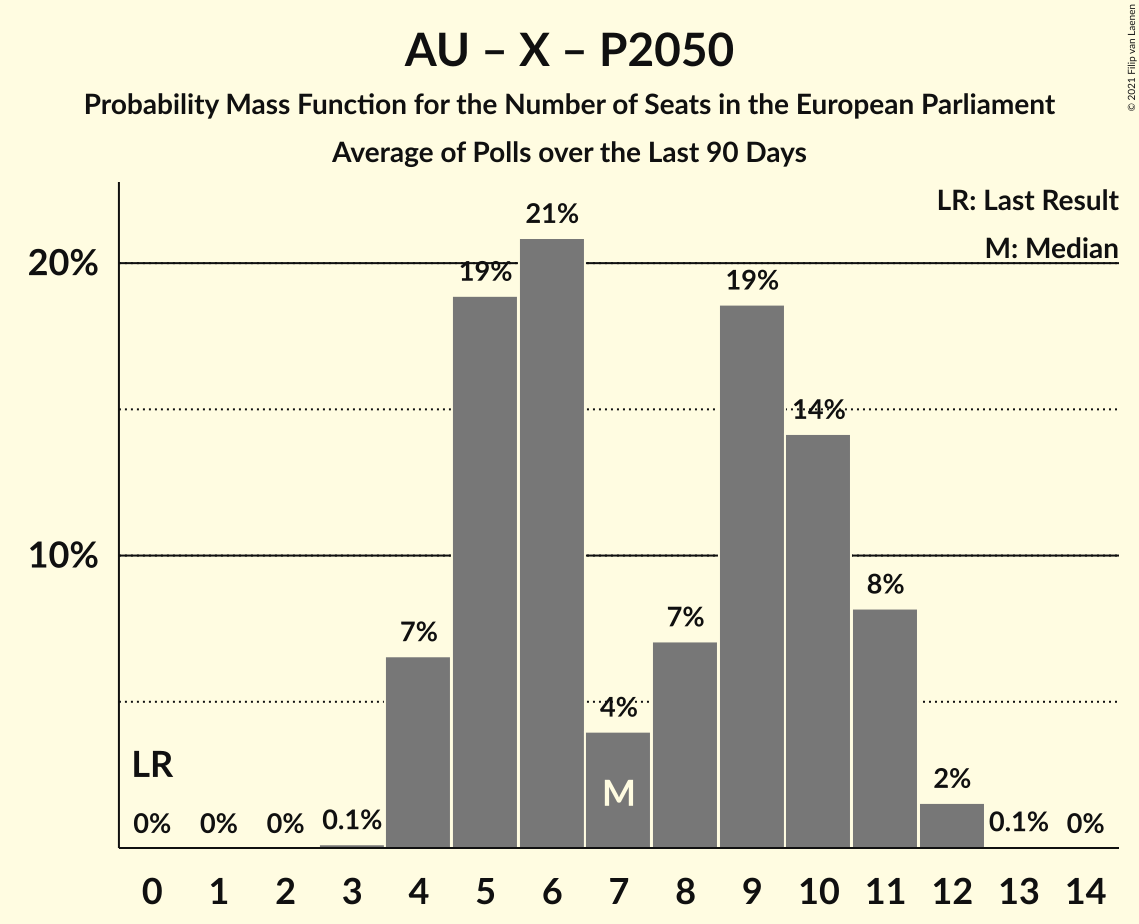 AU – X – P2050
Probability Mass Function for the Number of Seats in the European Parliament
Average of Polls over the Last 90 Days
© 2021 Filip van Laenen
LR: Last Result
M: Median
20%
10%
LR
M
0%
0%
0%
0.1%
7%
19%
21%
4%
7%
19%
14%
8%
2%
0.1%
0%
0 1 2 3 4 5 6 7 8 9 10 11 12 13 14